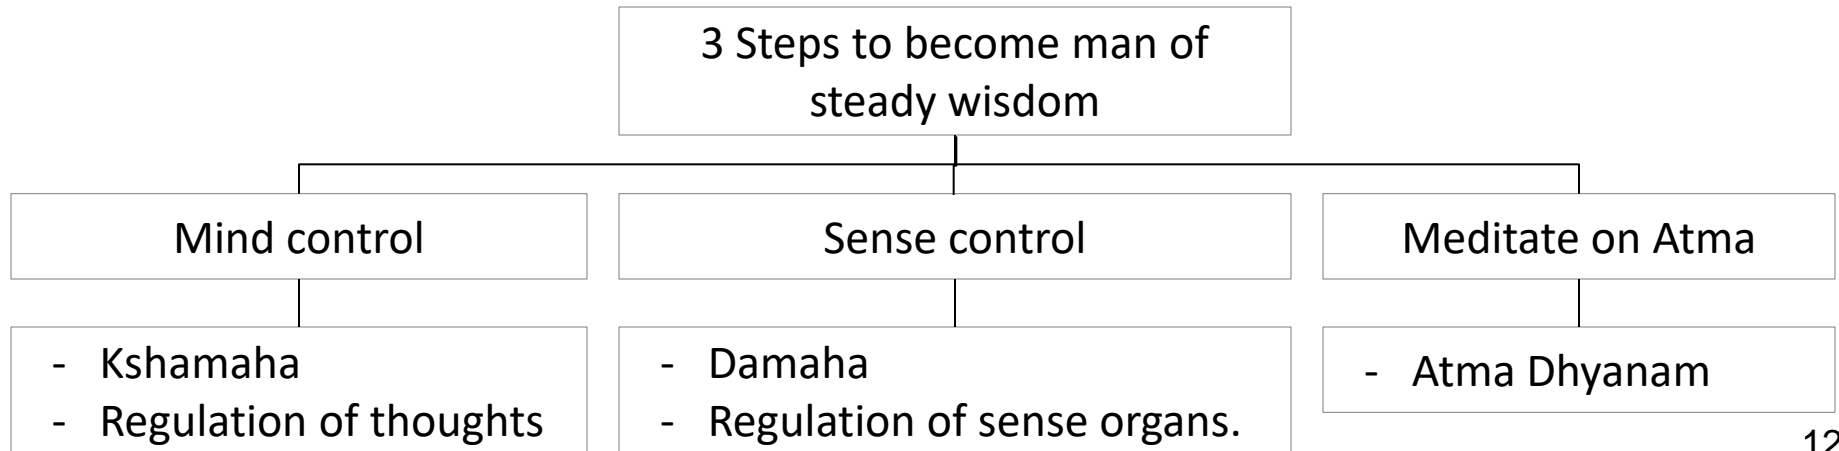 3 Steps to become man of
steady wisdom
Mind control
Sense control
Meditate on Atma
- Kshamaha
- Regulation of thoughts
- Damaha
- Regulation of sense organs.
- Atma Dhyanam
12